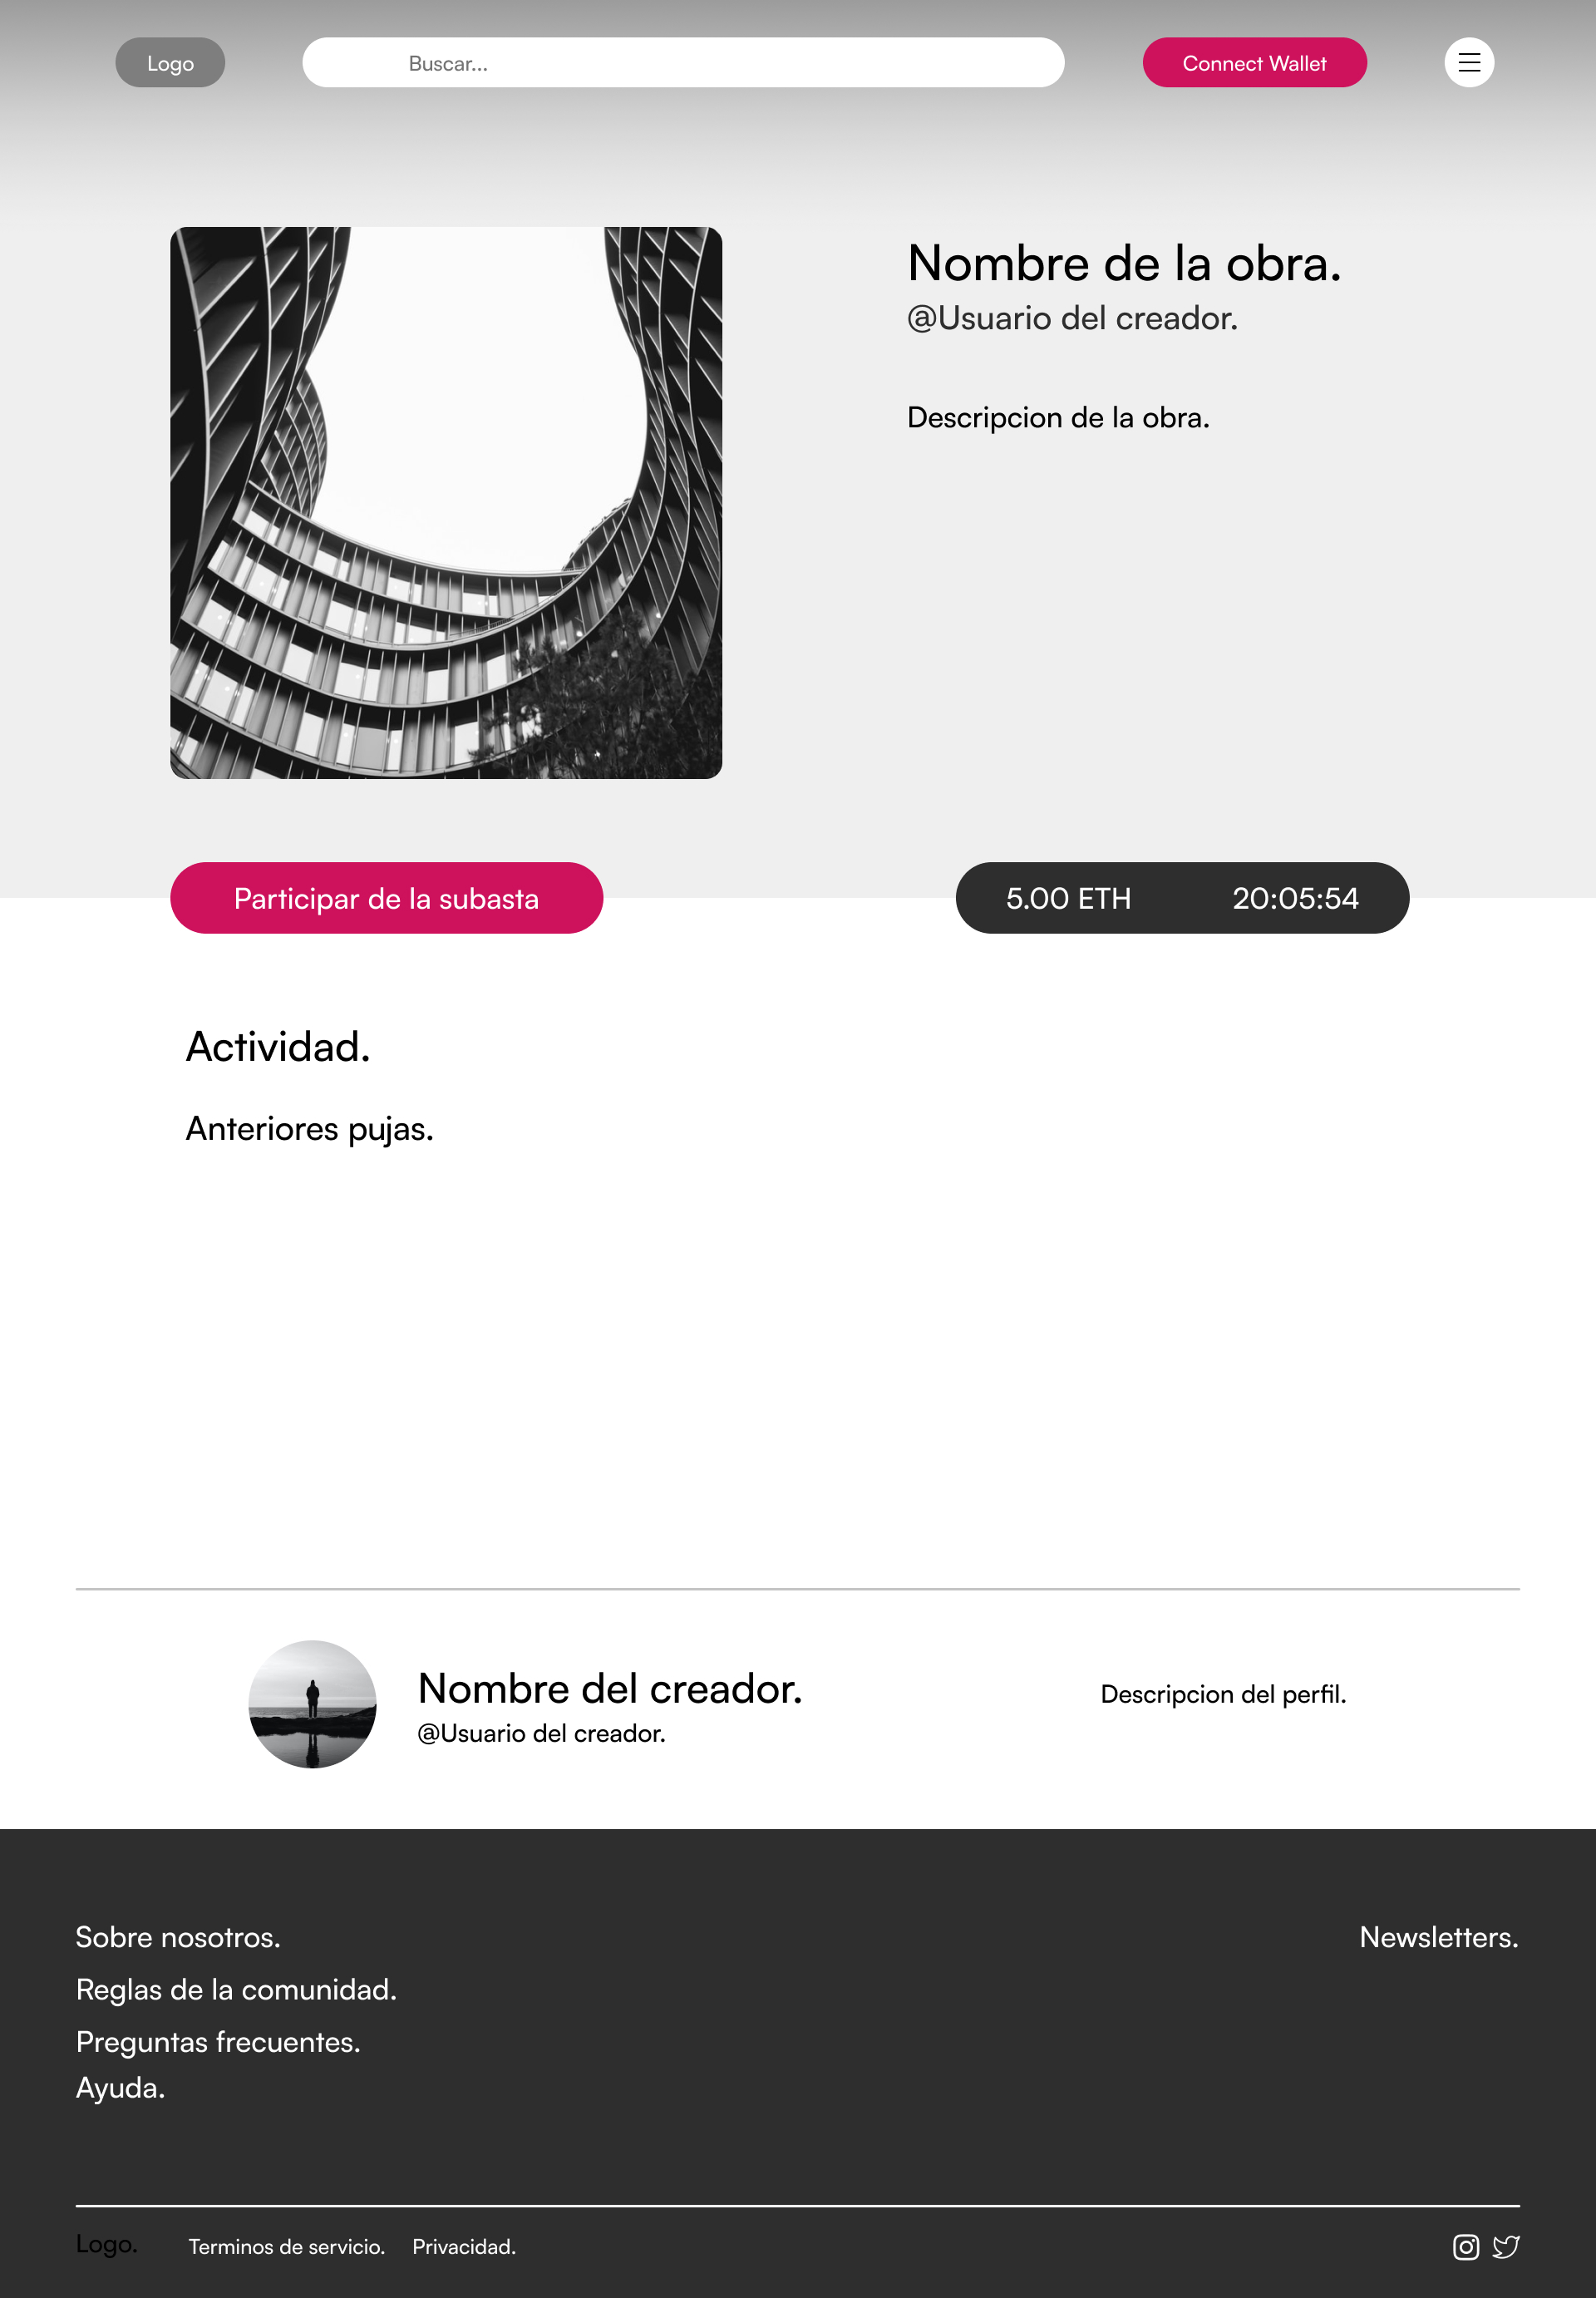 Logo
Buscar...
Connect Wallet
Nombre de la obra.
@Usuario del creador.
Descripcion de la obra.
Participar de la subasta
5.00 ETH
20:05:54
Actividad.
Anteriores pujas.
Nombre del creador.
@Usuario del creador.
Descripcion del perfil.
Sobre nosotros.
Newsletters.
Reglas de la comunidad.
Preguntas frecuentes.
Ayuda.
Logo.
Terminos de servicio.
Privacidad.